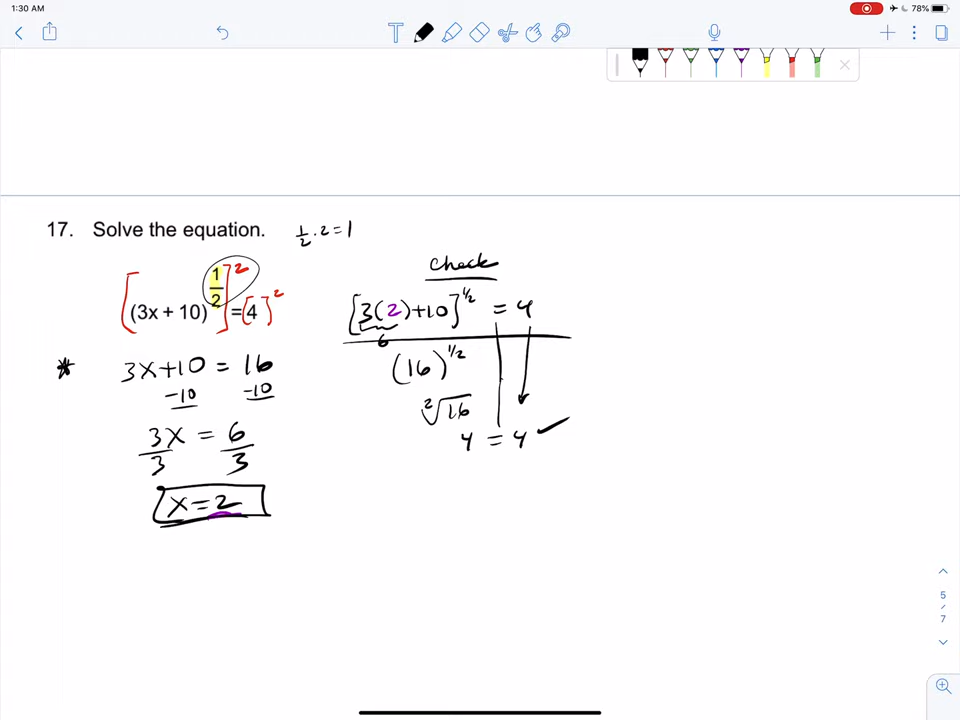 1:30 AM
78%
17. Solve the equation. 1/2 · 2 = 1
[(3x + 10)^1/2]^2 = [4]^2
* 3x+10 = 16
-10 -10
3x = 6
3 3
x = 2
Check
[3(2)+10]^1/2 = 4
6
(16)^1/2
2√16
4 = 4 ✓
5
/
7